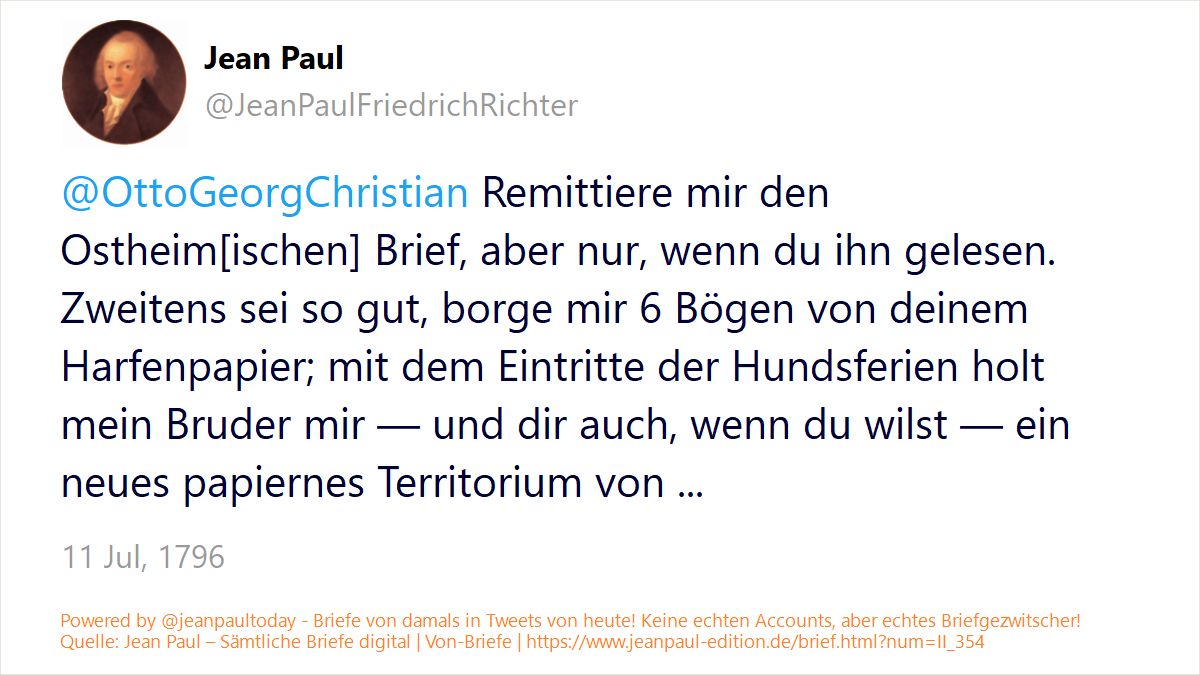 Jean Paul
@JeanPaulFriedrichRichter
@OttoGeorgChristian Remittiere mir den
Ostheim[ischen] Brief, aber nur, wenn du ihn gelesen.
Zweitens sei so gut, borge mir 6 Bögen von deinem
Harfenpapier; mit dem Eintritte der Hundsferien holt
mein Bruder mir — und dir auch, wenn du wilst — ein
neues papiernes Territorium von ...
11 Jul, 1796
Powered by @jeanpaultoday - Briefe von damals in Tweets von heute! Keine echten Accounts, aber echtes Briefgezwitscher!
Quelle: Jean Paul – Sämtliche Briefe digital | Von-Briefe | https://www.jeanpaul-edition.de/brief.html?num=II_354